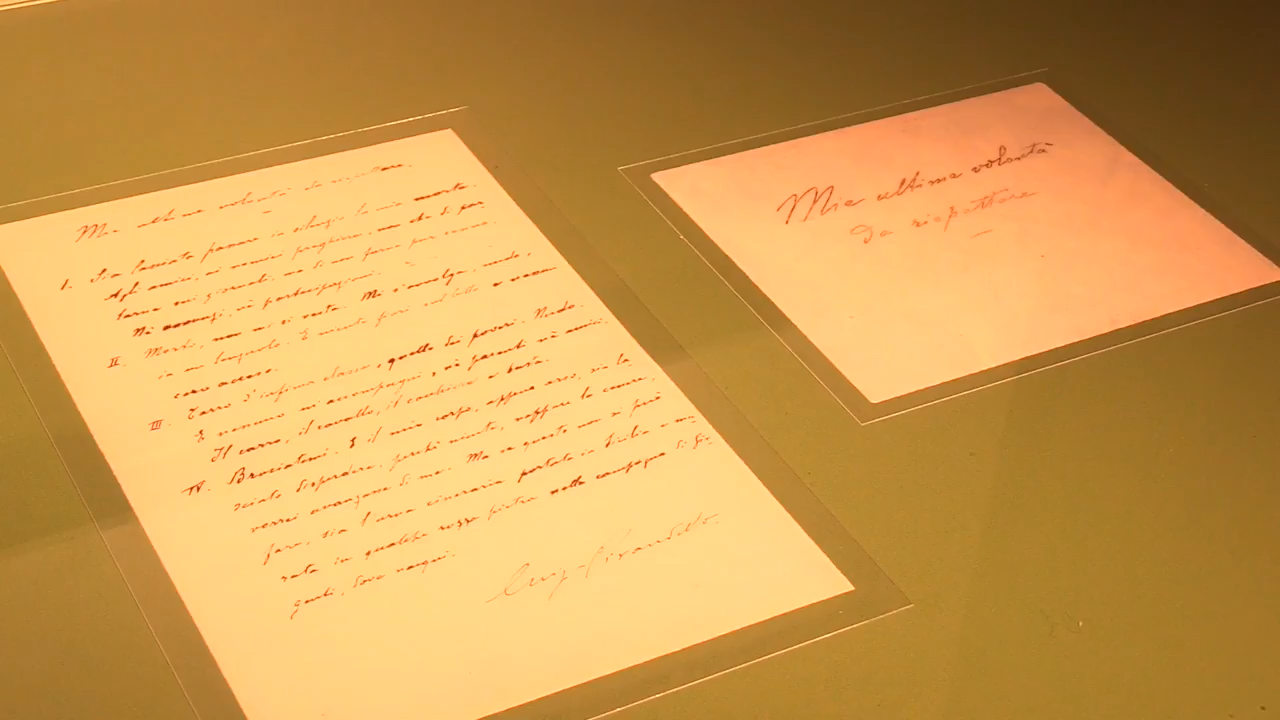 Mie ultime volontà da rispettare.
I. Sia lasciata passare in silenzio la mia morte.
Agli amici, ai nemici preghiera, non che di par-
larne sui giornali, ma di non farne pur cenno.
Nè annunzi, nè partecipazioni.
II. Morto, non mi si vesta. Mi s'avvolga, nudo,
in un lenzuolo. E niente fiori sul letto e nessun
cero acceso.
III. Carro d'infima classe, quello dei poveri. Nudo.
E nessuno m'accompagni, nè parenti nè amici.
Il carro, il cavallo, il cocchiere e basta.
IV. Bruciatemi. E il mio corpo, appena arso, sia la-
sciato disperdere; perchè niente, neppure la cenere,
vorrei avanzasse di me. Ma se questo non si può
fare, sia l'urna cineraria portata in Sicilia e mu-
rata in qualche rozza pietra nella campagna di Gir-
genti, dove nacqui.
Luigi Pirandello.
Mie ultime volontà
da rispettare